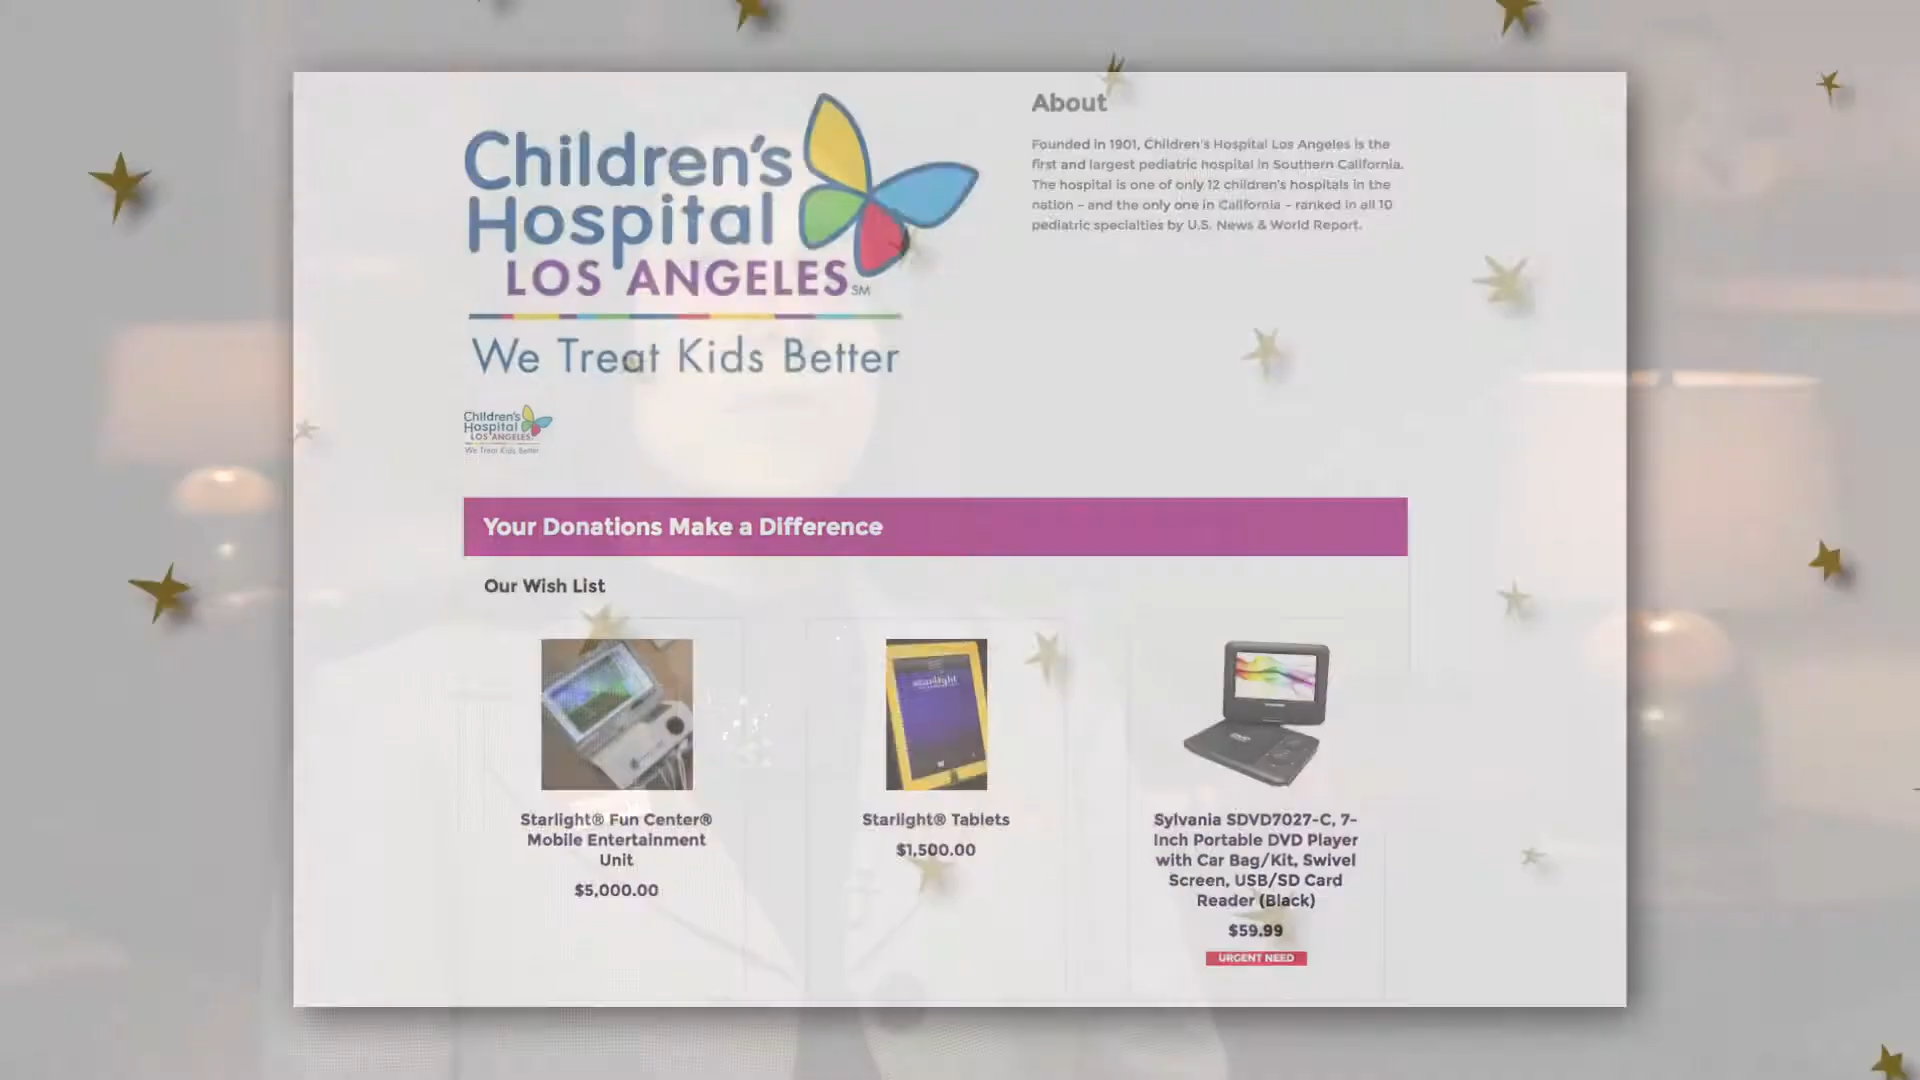 Children's
Hospital
LOS ANGELES SM
We Treat Kids Better
About
Founded in 1901, Children's Hospital Los Angeles is the
first and largest pediatric hospital in Southern California.
The hospital is one of only 12 children's hospitals in the
nation – and the only one in California – ranked in all 10
pediatric specialties by U.S. News & World Report.
Children's
Hospital
LOS ANGELES
We Treat Kids Better
Your Donations Make a Difference
Our Wish List
starlight
Starlight® Fun Center®
Mobile Entertainment
Unit
$5,000.00
Starlight® Tablets
$1,500.00
Sylvania SDVD7027-C, 7-
Inch Portable DVD Player
with Car Bag/Kit, Swivel
Screen, USB/SD Card
Reader (Black)
$59.99
URGENT NEED